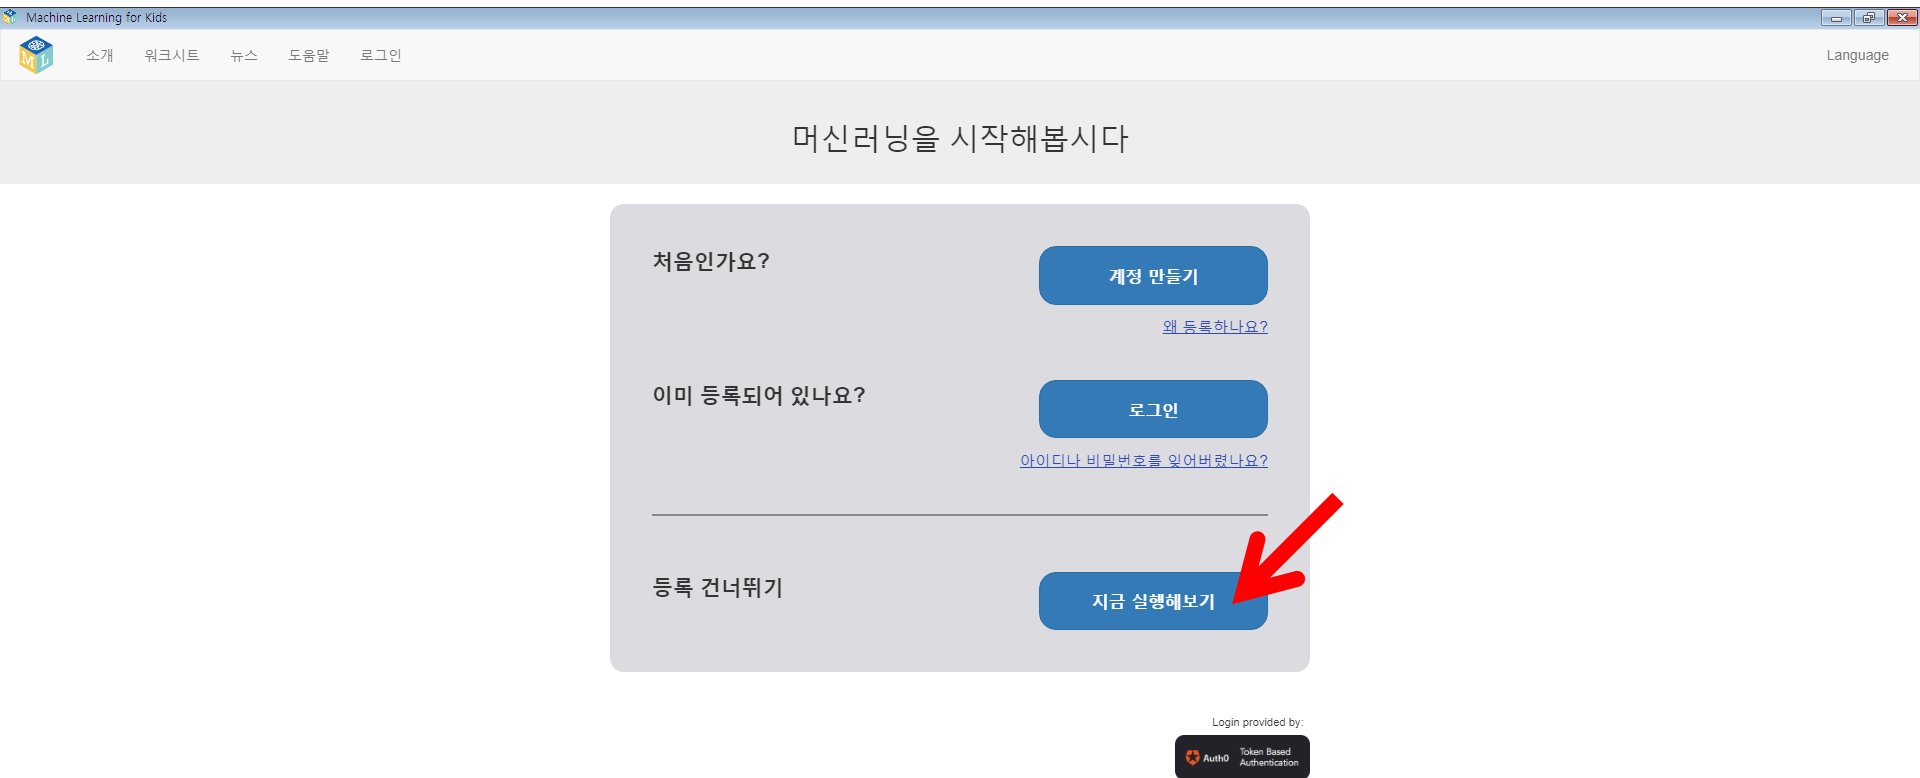 Machine Learning for Kids
ML
소개 워크시트 뉴스 도움말 로그인 Language
머신러닝을 시작해봅시다
처음인가요?
계정 만들기
왜 등록하나요?
이미 등록되어 있나요?
로그인
아이디나 비밀번호를 잊어버렸나요?
등록 건너뛰기
지금 실행해보기
Login provided by:
Auth0
Token Based
Authentication